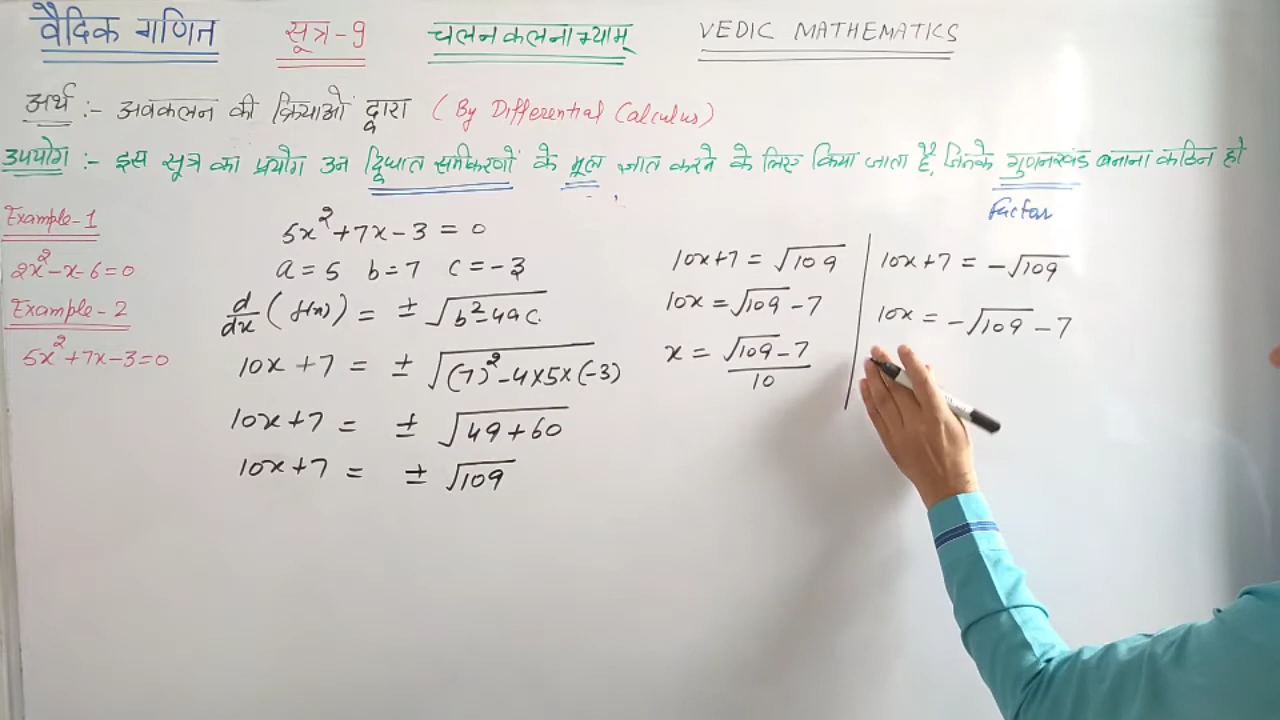 वैदिक गणित सूत्र-9 चलनकलनाभ्याम् VEDIC MATHEMATICS
अर्थ :- अवकलन की क्रियाओं द्वारा (By Differential Calculus)
उपयोग :- इस सूत्र का प्रयोग उन द्विघात समीकरणों के मूल ज्ञात करने के लिए किया जाता है, जिनके गुणनखंड बनाना कठिन हो
Factor
Example-1
2x²-x-6=0
Example-2
5x²+7x-3=0
5x²+7x-3=0
a=5 b=7 c=-3
d/dx (f(x)) = ± √b²-4ac
10x+7 = ± √(7)²-4×5×(-3)
10x+7 = ± √49+60
10x+7 = ± √109
10x+7 = √109
10x = √109-7
x = √109-7/10
10x+7 = -√109
10x = -√109-7